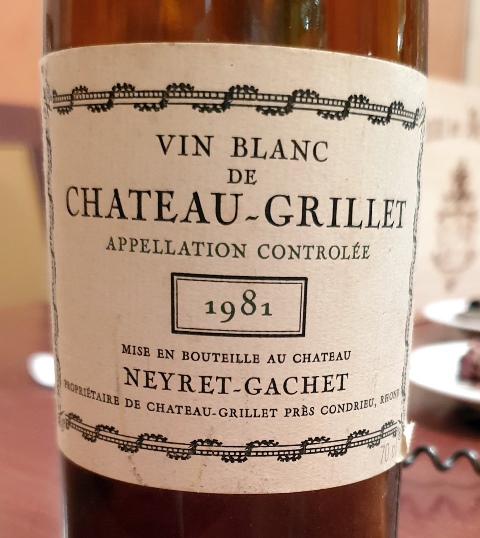 VIN BLANC
DE
CHATEAU-GRILLET
APPELLATION CONTROLÉE
1981
MISE EN BOUTEILLE AU CHATEAU
NEYRET-GACHET
PROPRIÉTAIRE DE CHATEAU-GRILLET PRÈS CONDRIEU, RHONE